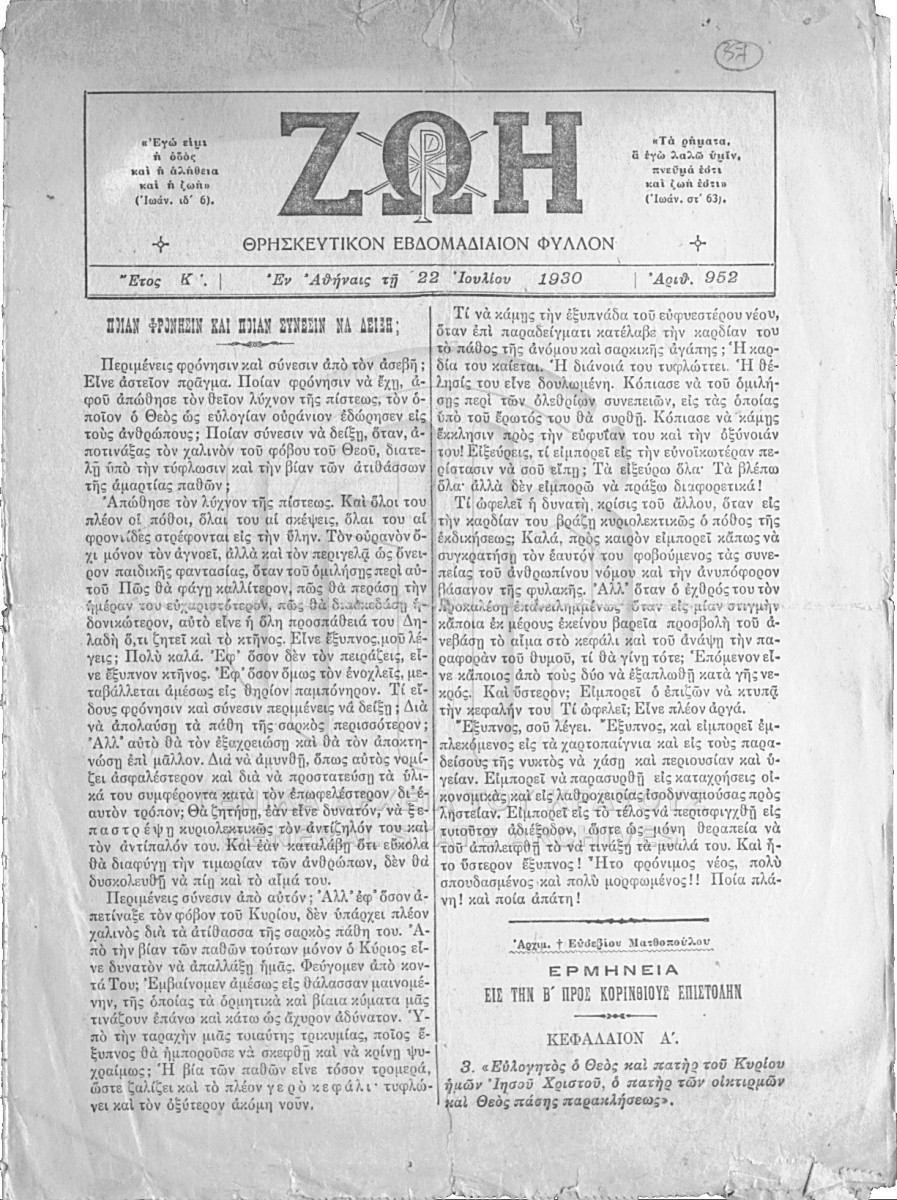 37
«Ἐγώ εἰμι
ἡ ὁδὸς
καὶ ἡ ἀλήθεια
καὶ ἡ ζωή»
(Ἰωάν. ιδ′ 6).
ΖΩΗ
«Τὰ ρήματα,
ἃ ἐγὼ λαλῶ ὑμῖν,
πνεῦμά ἐστι
καὶ ζωή ἐστι»
(Ἰωάν. στ′ 63).
ΘΡΗΣΚΕΥΤΙΚΟΝ ΕΒΔΟΜΑΔΙΑΙΟΝ ΦΥΛΛΟΝ
Ἔτος Κ′. | Ἐν Ἀθήναις τῇ 22 Ἰουλίου 1930 | Ἀριθ. 952
ΠΟΙΑΝ ΦΡΟΝΗΣΙΝ ΚΑΙ ΠΟΙΑΝ ΣΥΝΕΣΙΝ ΝΑ ΔΕΙΞΗ;
Περιμένεις φρόνησιν καὶ σύνεσιν ἀπὸ τὸν ἀσεβῆ;
Εἶνε ἀστεῖον πρᾶγμα. Ποίαν φρόνησιν νὰ ἔχῃ, ἀ-
φοῦ ἀπώθησε τὸν θεῖον λύχνον τῆς πίστεως, τὸν ὁ-
ποῖον ὁ Θεὸς ὡς εὐλογίαν οὐράνιον ἐδώρησεν εἰς
τοὺς ἀνθρώπους; Ποίαν σύνεσιν νὰ δείξῃ, ὅταν, ἀ-
ποτινάξας τὸν χαλινὸν τοῦ φόβου τοῦ Θεοῦ, διατε-
λῇ ὑπὸ τὴν τύφλωσιν καὶ τὴν βίαν τῶν ἀτιθάσσων
τῆς ἁμαρτίας παθῶν;
Ἀπώθησε τὸν λύχνον τῆς πίστεως. Καὶ ὅλοι του
πλέον οἱ πόθοι, ὅλαι του αἱ σκέψεις, ὅλαι του αἱ
φροντίδες στρέφονται εἰς τὴν ὕλην. Τὸν οὐρανὸν ὄ-
χι μόνον τὸν ἀγνοεῖ, ἀλλὰ καὶ τὸν περιγελᾷ ὡς ὄνει-
ρον παιδικῆς φαντασίας, ὅταν τοῦ ὁμιλήσῃς περὶ αὐ-
τοῦ Πῶς θὰ φάγῃ καλλίτερον, πῶς θὰ περάσῃ τὴν
ἡμέραν του εὐχαριστότερον, πῶς θὰ διασκεδάσῃ ἡ-
δονικώτερον, αὐτὸ εἶνε ἡ ὅλη προσπάθειά του Δη-
λαδὴ ὅ,τι ζητεῖ καὶ τὸ κτῆνος. Εἶνε ἔξυπνος, μοῦ λέ-
γεις; Πολὺ καλά. Ἐφ' ὅσον δὲν τὸν πειράζεις, εἶ-
νε ἔξυπνον κτῆνος. Ἐφ' ὅσον ὅμως τὸν ἐνοχλεῖς, με-
ταβάλλεται ἀμέσως εἰς θηρίον παμπόνηρον. Τί εἴ-
δους φρόνησιν καὶ σύνεσιν περιμένεις νὰ δείξῃ; Διὰ
νὰ ἀπολαύσῃ τὰ πάθη τῆς σαρκὸς περισσότερον;
Ἀλλ' αὐτὸ θὰ τὸν ἐξαχρειώσῃ καὶ θὰ τὸν ἀποκτη-
νώσῃ ἐπὶ μᾶλλον. Διὰ νὰ ἀμυνθῇ, ὅπως αὐτὸς νομί-
ζει ἀσφαλέστερον καὶ διὰ νὰ προστατεύσῃ τὰ ὑλι-
κά του συμφέροντα κατὰ τὸν ἐπωφελέστερον δι' ἑ-
αυτὸν τρόπον; Θὰ ζητήσῃ, ἐὰν εἶνε δυνατόν, νὰ ξε-
παστρέψῃ κυριολεκτικῶς τὸν ἀντίζηλόν του καὶ
τὸν ἀντίπαλόν του. Καὶ ἐὰν καταλάβῃ ὅτι εὔκολα
θὰ διαφύγῃ τὴν τιμωρίαν τῶν ἀνθρώπων, δὲν θὰ
δυσκολευθῇ νὰ πίῃ καὶ τὸ αἷμά του.
Περιμένεις σύνεσιν ἀπὸ αὐτόν; Ἀλλ' ἐφ' ὅσον ἀ-
πετίναξε τὸν φόβον τοῦ Κυρίου, δὲν ὑπάρχει πλέον
χαλινὸς διὰ τὰ ἀτίθασσα τῆς σαρκὸς πάθη του. Ἀ-
πὸ τὴν βίαν τῶν παθῶν τούτων μόνον ὁ Κύριος εἶ-
νε δυνατὸν νὰ ἀπαλλάξῃ ἡμᾶς. Φεύγομεν ἀπὸ κον-
τά Του; Ἐμβαίνομεν ἀμέσως εἰς θάλασσαν μαινομέ-
νην, τῆς ὁποίας τὰ ὁρμητικὰ καὶ βίαια κύματα μᾶς
τινάζουν ἐπάνω καὶ κάτω ὡς ἄχυρον ἀδύνατον. Ὑ-
πὸ τὴν ταραχὴν μιᾶς τοιαύτης τρικυμίας, ποῖος ἔ-
ξυπνος θὰ ἠμποροῦσε νὰ σκεφθῇ καὶ νὰ κρίνῃ ψυ-
χραίμως; Ἡ βία τῶν παθῶν εἶνε τόσον τρομερά,
ὥστε ζαλίζει καὶ τὸ πλέον γερὸ κεφάλι· τυφλώ-
νει καὶ τὸν ὀξύτερον ἀκόμη νοῦν.
Τί νὰ κάμῃς τὴν ἐξυπνάδα τοῦ εὐφυεστέρου νέου,
ὅταν ἐπὶ παραδείγματι κατέλαβε τὴν καρδίαν του
τὸ πάθος τῆς ἀνόμου καὶ σαρκικῆς ἀγάπης; Ἡ καρ-
δία του καίεται. Ἡ διάνοιά του τυφλώττει. Ἡ θέ-
λησίς του εἶνε δουλωμένη. Κόπιασε νὰ τοῦ ὁμιλή-
σῃς περὶ τῶν ὀλεθρίων συνεπειῶν, εἰς τὰς ὁποίας
ὑπὸ τοῦ ἔρωτός του θὰ συρθῇ. Κόπιασε νὰ κάμῃς
ἔκκλησιν πρὸς τὴν εὐφυΐαν του καὶ τὴν ὀξύνοιάν
του! Εἰξεύρεις, τί εἰμπορεῖ εἰς τὴν εὐνοϊκωτέραν πε-
ρίστασιν νὰ σοῦ εἴπῃ; Τὰ εἰξεύρω ὅλα· Τὰ βλέπω
ὅλα· ἀλλὰ δὲν εἰμπορῶ νὰ πράξω διαφορετικά!
Τί ὠφελεῖ ἡ δυνατὴ κρίσις τοῦ ἄλλου, ὅταν εἰς
τὴν καρδίαν του βράζῃ κυριολεκτικῶς ὁ πόθος τῆς
ἐκδικήσεως; Καλά, πρὸς καιρὸν εἰμπορεῖ κάπως νὰ
συγκρατήσῃ τὸν ἑαυτόν του φοβούμενος τὰς συνε-
πείας τοῦ ἀνθρωπίνου νόμου καὶ τὴν ἀνυπόφορον
βάσανον τῆς φυλακῆς. Ἀλλ' ὅταν ὁ ἐχθρός του τὸν
προκαλέσῃ ἐπανειλημμένως ὅταν εἰς μίαν στιγμὴν
κἄποια ἐκ μέρους ἐκείνου βαρεῖα προσβολὴ τοῦ ἀ-
νεβάσῃ τὸ αἷμα στὸ κεφάλι καὶ τοῦ ἀνάψῃ τὴν πα-
ραφορὰν τοῦ θυμοῦ, τί θὰ γίνῃ τότε; Ἑπόμενον εἶ-
νε κἄποιος ἀπὸ τοὺς δύο νὰ ἐξαπλωθῇ κατὰ γῆς νε-
κρός. Καὶ ὕστερον; Εἰμπορεῖ ὁ ἐπιζῶν νὰ κτυπᾷ
τὴν κεφαλήν του Τί ὠφελεῖ; Εἶνε πλέον ἀργά.
Ἔξυπνος, σοῦ λέγει. Ἔξυπνος, καὶ εἰμπορεῖ ἐμ-
πλεκόμενος εἰς τὰ χαρτοπαίγνια καὶ εἰς τοὺς παρα-
δείσους τῆς νυκτὸς νὰ χάσῃ καὶ περιουσίαν καὶ ὑ-
γείαν. Εἰμπορεῖ νὰ παρασυρθῇ εἰς καταχρήσεις οἰ-
κονομικὰς καὶ εἰς λαθροχειρίας ἰσοδυναμούσας πρὸς
λῃστείαν. Εἰμπορεῖ εἰς τὸ τέλος νὰ περισφιγχθῇ εἰς
τοιοῦτον ἀδιέξοδον, ὥστε ὡς μόνη θεραπεία νὰ
τοῦ ἀπολειφθῇ τὸ νὰ τινάξῃ τὰ μυαλά του. Καὶ ἦ-
το ὕστερον ἔξυπνος! Ἦτο φρόνιμος νέος, πολὺ
σπουδασμένος καὶ πολὺ μορφωμένος!! Ποία πλά-
νη! καὶ ποία ἀπάτη!
Ἀρχιμ. † Εὐσεβίου Ματθοπούλου
ΕΡΜΗΝΕΙΑ
ΕΙΣ ΤΗΝ Β′ ΠΡΟΣ ΚΟΡΙΝΘΙΟΥΣ ΕΠΙΣΤΟΛΗΝ
ΚΕΦΑΛΑΙΟΝ Α′.
3. «Εὐλογητὸς ὁ Θεὸς καὶ πατὴρ τοῦ Κυρίου
ἡμῶν Ἰησοῦ Χριστοῦ, ὁ πατὴρ τῶν οἰκτιρμῶν
καὶ Θεὸς πάσης παρακλήσεως».